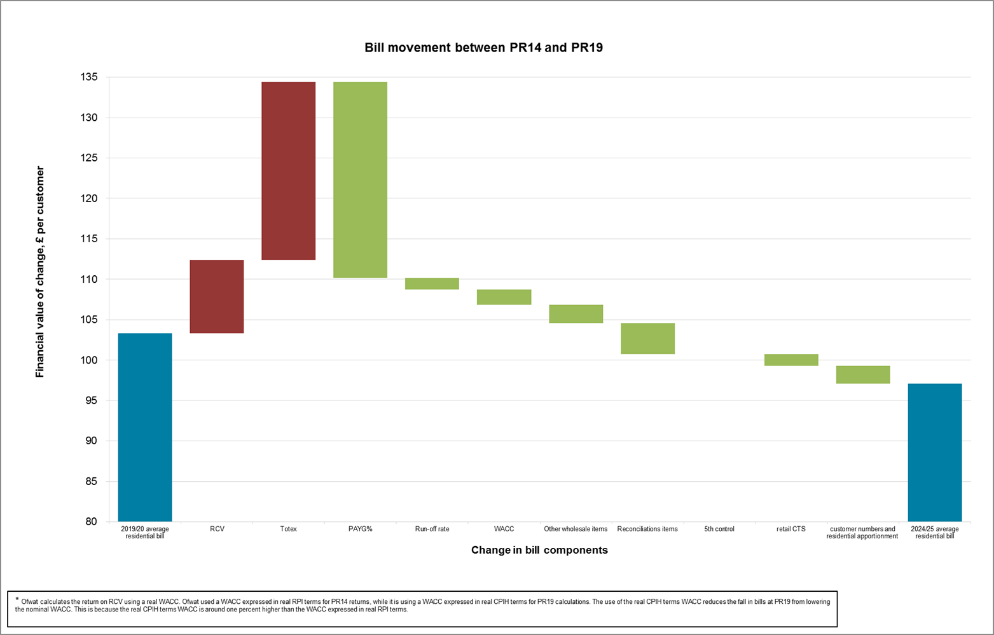 Bill movement between PR14 and PR19
Financial value of change, £ per customer
135
130
125
120
115
110
105
100
95
90
85
80
2019/20 average
residential bill
RCV
Totex
PAYG%
Run-off rate
WACC
Other wholesale items
Reconciliations items
5th control
retail CTS
customer numbers and
residential apportionment
2024/25 average
residential bill
Change in bill components
* Ofwat calculates the return on RCV using a real WACC. Ofwat used a WACC expressed in real RPI terms for PR14 returns, while it is using a WACC expressed in real CPIH terms for PR19 calculations. The use of the real CPIH terms WACC reduces the fall in bills at PR19 from lowering
the nominal WACC. This is because the real CPIH terms WACC is around one percent higher than the WACC expressed in real RPI terms.